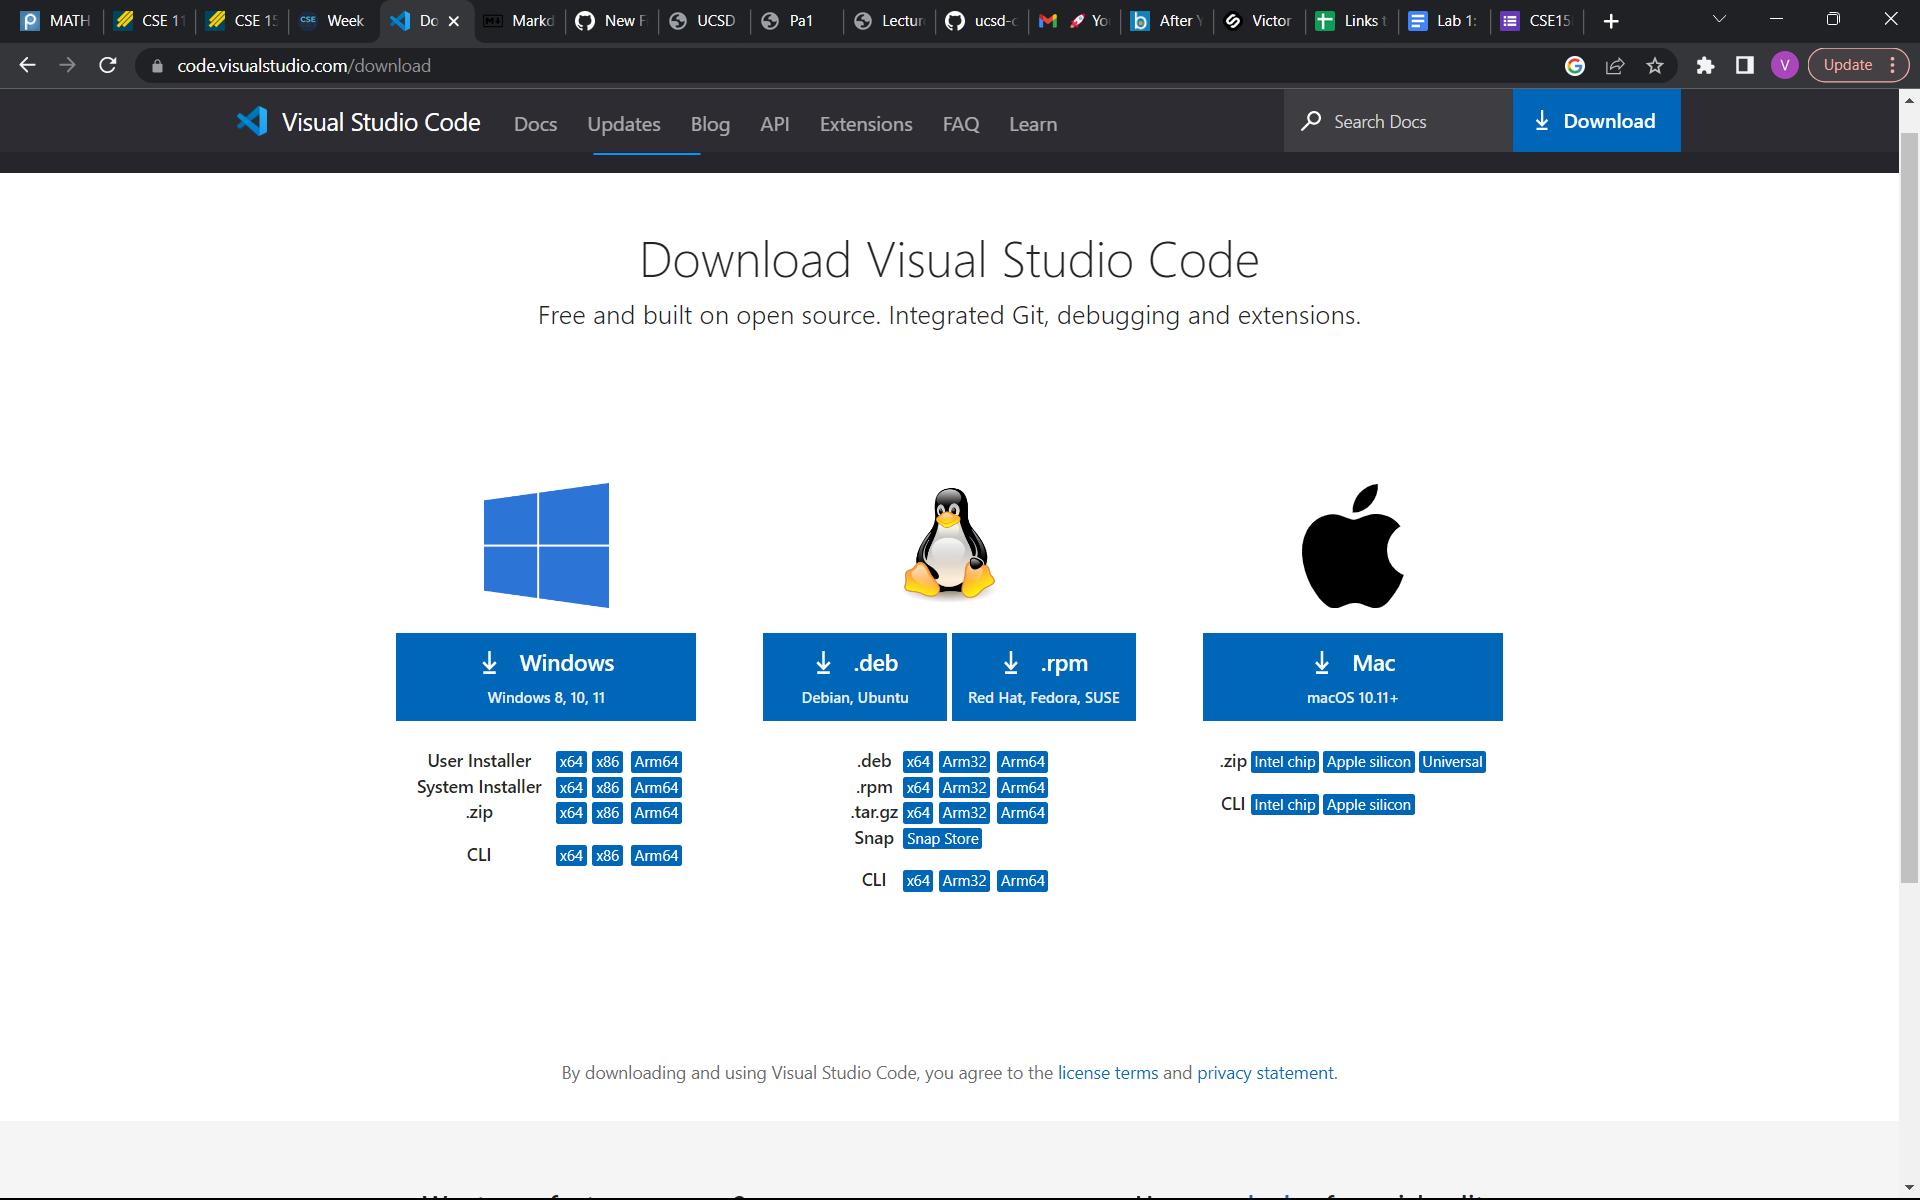 MATH CSE 11 CSE 15 Week Do Markd New F UCSD Pa1 Lectur ucsd-c Yo After Y Victor Links t Lab 1: CSE15
code.visualstudio.com/download V Update
Visual Studio Code Docs Updates Blog API Extensions FAQ Learn Search Docs Download
Download Visual Studio Code
Free and built on open source. Integrated Git, debugging and extensions.
Windows
Windows 8, 10, 11
User Installer x64 x86 Arm64
System Installer x64 x86 Arm64
.zip x64 x86 Arm64
CLI x64 x86 Arm64
.deb
Debian, Ubuntu
.rpm
Red Hat, Fedora, SUSE
.deb x64 Arm32 Arm64
.rpm x64 Arm32 Arm64
.tar.gz x64 Arm32 Arm64
Snap Snap Store
CLI x64 Arm32 Arm64
Mac
macOS 10.11+
.zip Intel chip Apple silicon Universal
CLI Intel chip Apple silicon
By downloading and using Visual Studio Code, you agree to the license terms and privacy statement.